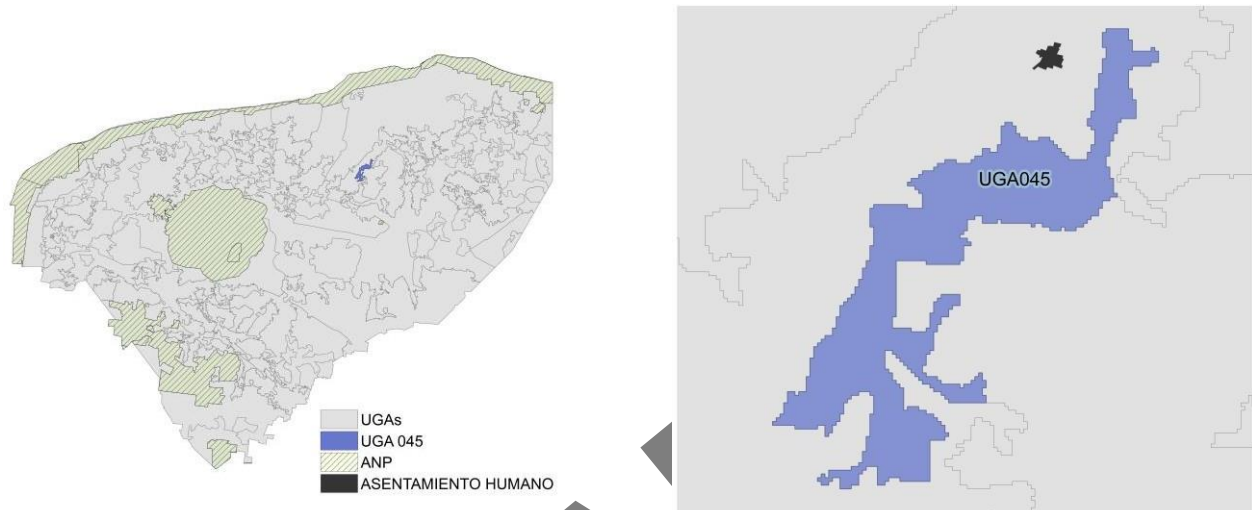 UGAs
UGA 045
ANP
ASENTAMIENTO HUMANO
UGA045